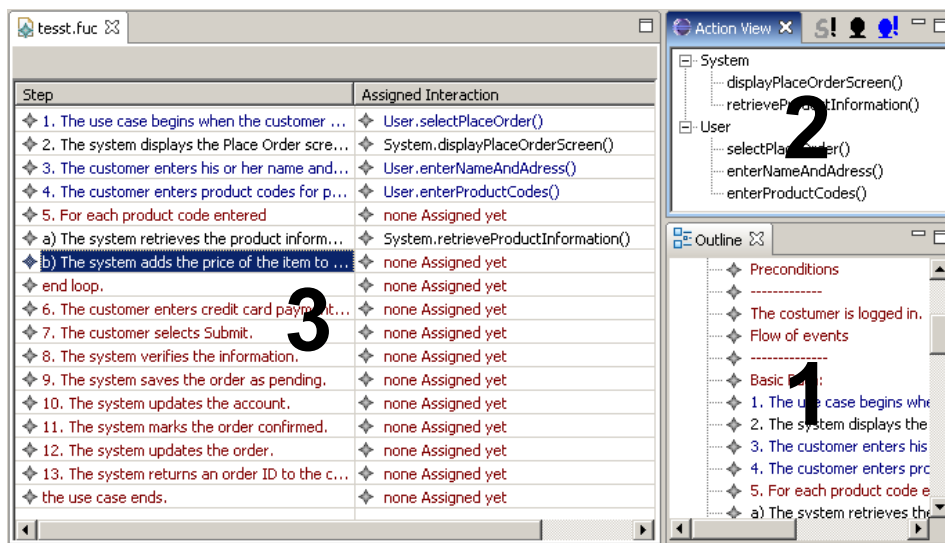 tesst.fuc
Step Assigned Interaction
1. The use case begins when the customer ... User.selectPlaceOrder()
2. The system displays the Place Order scre... System.displayPlaceOrderScreen()
3. The customer enters his or her name and... User.enterNameAndAdress()
4. The customer enters product codes for p... User.enterProductCodes()
5. For each product code entered none Assigned yet
a) The system retrieves the product inform... System.retrieveProductInformation()
b) The system adds the price of the item to ... none Assigned yet
end loop. none Assigned yet
6. The customer enters credit card payment... none Assigned yet
7. The customer selects Submit. none Assigned yet
8. The system verifies the information. none Assigned yet
9. The system saves the order as pending. none Assigned yet
10. The system updates the account. none Assigned yet
11. The system marks the order confirmed. none Assigned yet
12. The system updates the order. none Assigned yet
13. The system returns an order ID to the c... none Assigned yet
the use case ends. none Assigned yet
3
Action View S! !
System
displayPlaceOrderScreen()
retrieveProductInformation()
User
selectPlaceOrder()
enterNameAndAdress()
enterProductCodes()
2
Outline
Preconditions
-------------
The costumer is logged in.
Flow of events
--------------
Basic
1. The use case begins whe
2. The system displays the
3. The customer enters his
4. The customer enters pro
5. For each product code e
a) The system retrieves the
1